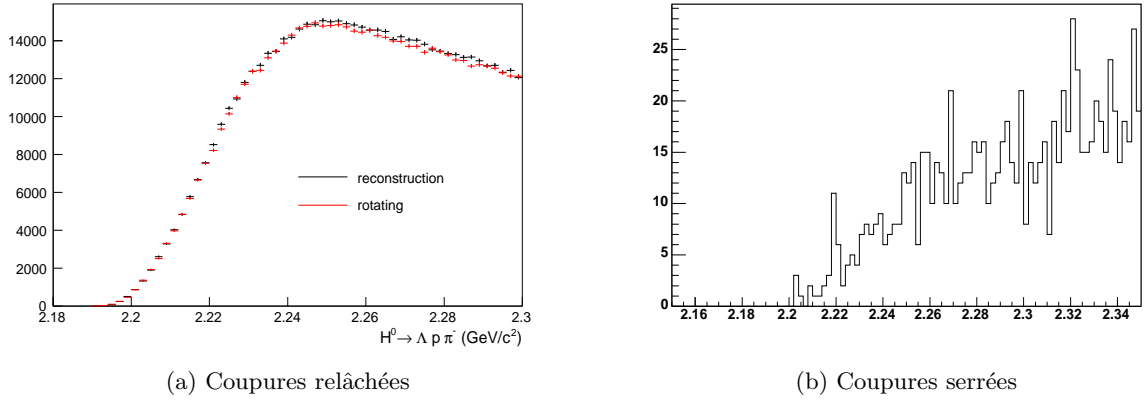 14000
12000
10000
8000
6000
4000
2000
0
reconstruction
rotating
2.18 2.2 2.22 2.24 2.26 2.28 2.3
H⁰→ Λ p π⁻ (GeV/c²)
(a) Coupures relâchées
25
20
15
10
5
0
2.16 2.18 2.2 2.22 2.24 2.26 2.28 2.3 2.32 2.34
(b) Coupures serrées